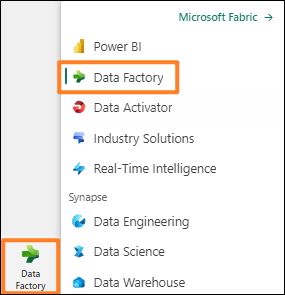 Microsoft Fabric →
Power BI
Data Factory
Data Activator
Industry Solutions
Real-Time Intelligence
Synapse
Data Engineering
Data Science
Data Warehouse
Data
Factory